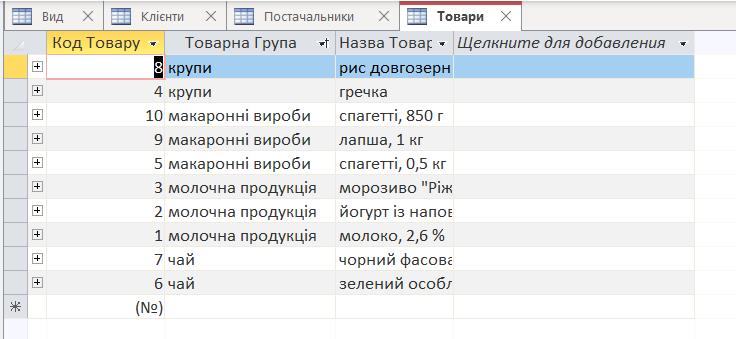 Вид Клієнти Постачальники Товари
Код Товару Товарна Група Назва Товар Щелкните для добавления
8 крупи рис довгозерн
4 крупи гречка
10 макаронні вироби спагетті, 850 г
9 макаронні вироби лапша, 1 кг
5 макаронні вироби спагетті, 0,5 кг
3 молочна продукція морозиво "Ріж
2 молочна продукція йогурт із напов
1 молочна продукція молоко, 2,6 %
7 чай чорний фасова
6 чай зелений особл
(№)